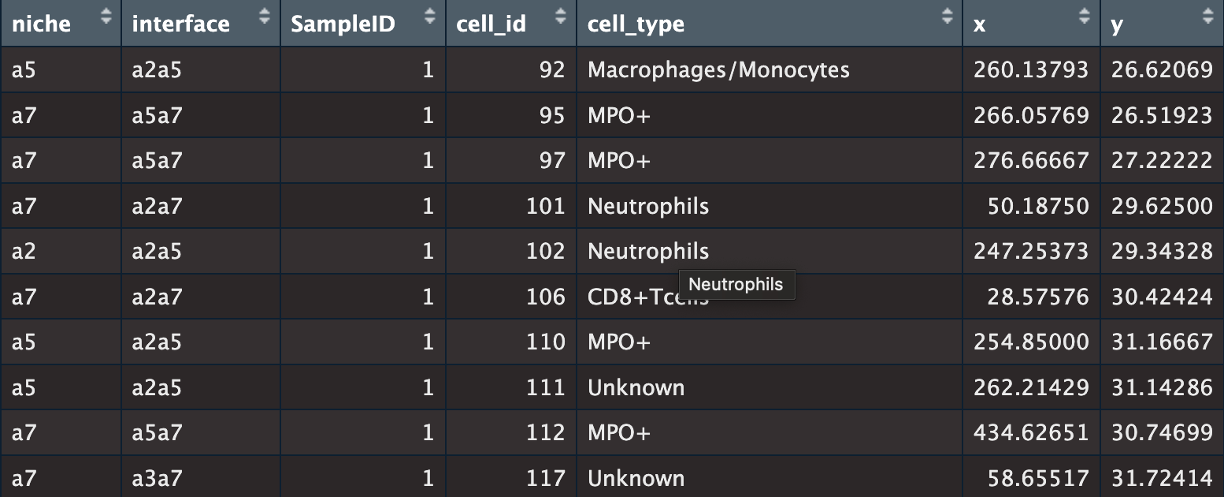 niche interface SampleID cell_id cell_type x y
a5 a2a5 1 92 Macrophages/Monocytes 260.13793 26.62069
a7 a5a7 1 95 MPO+ 266.05769 26.51923
a7 a5a7 1 97 MPO+ 276.66667 27.22222
a7 a2a7 1 101 Neutrophils 50.18750 29.62500
a2 a2a5 1 102 Neutrophils 247.25373 29.34328
Neutrophils
a7 a2a7 1 106 CD8+Tcells 28.57576 30.42424
a5 a2a5 1 110 MPO+ 254.85000 31.16667
a5 a2a5 1 111 Unknown 262.21429 31.14286
a7 a5a7 1 112 MPO+ 434.62651 30.74699
a7 a3a7 1 117 Unknown 58.65517 31.72414